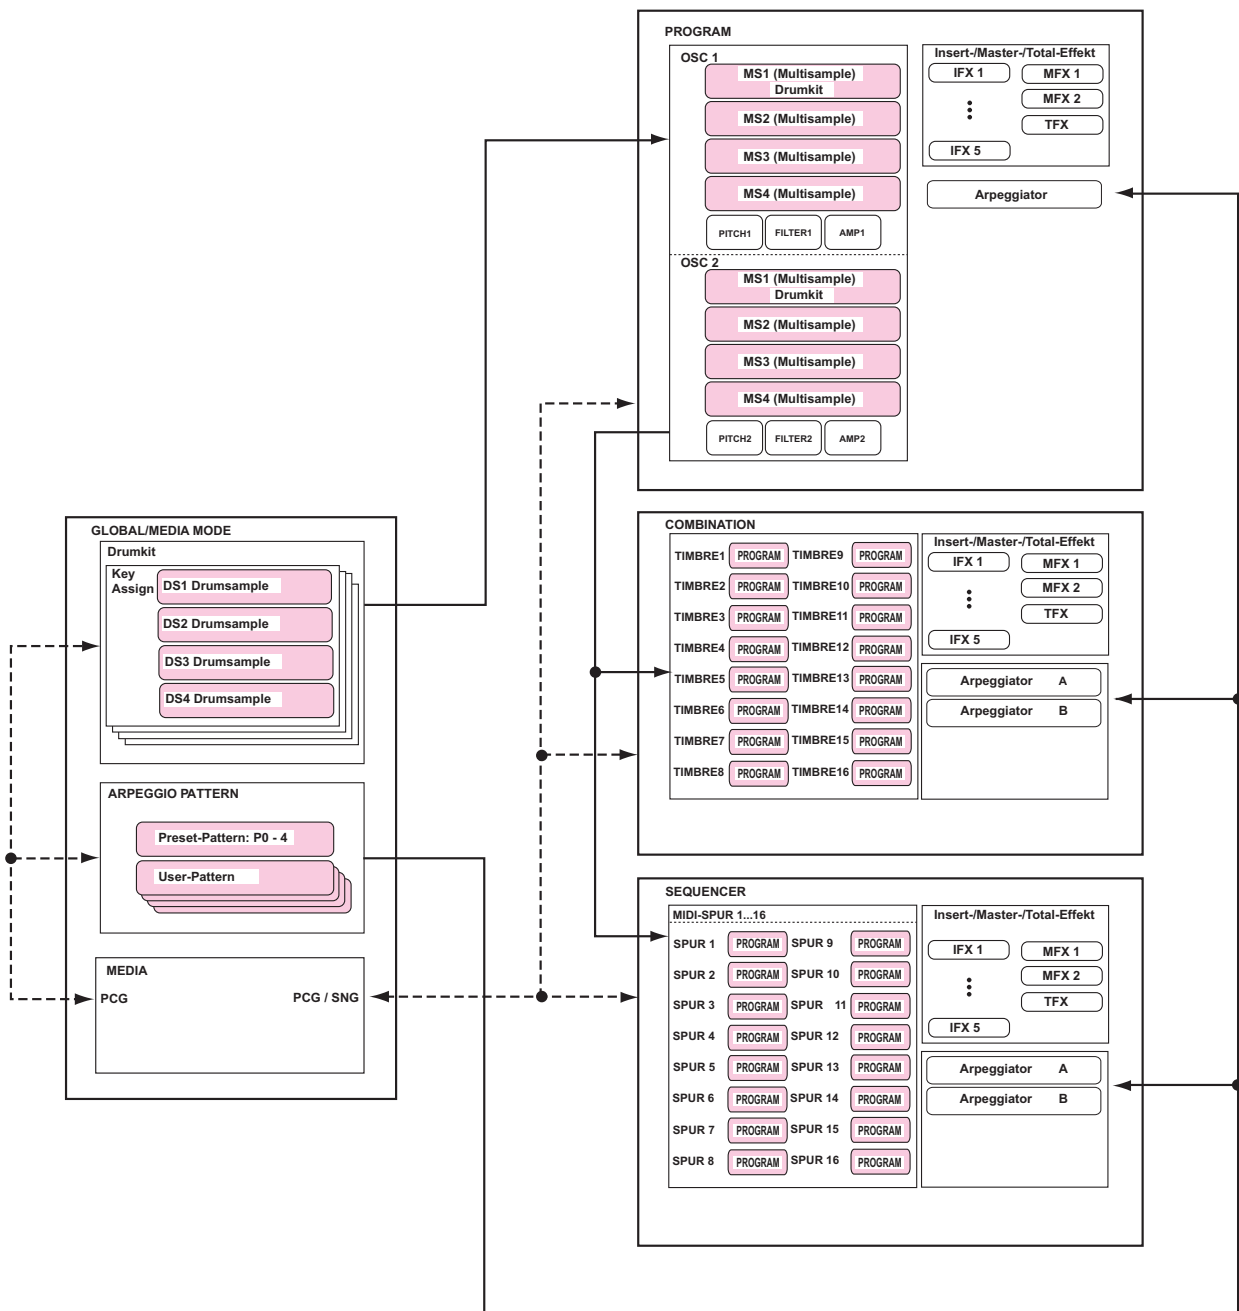 PROGRAM
OSC 1
MS1 (Multisample)
Drumkit
MS2 (Multisample)
MS3 (Multisample)
MS4 (Multisample)
PITCH1 FILTER1 AMP1
OSC 2
MS1 (Multisample)
Drumkit
MS2 (Multisample)
MS3 (Multisample)
MS4 (Multisample)
PITCH2 FILTER2 AMP2
Insert-/Master-/Total-Effekt
IFX 1 MFX 1
MFX 2
TFX
IFX 5
Arpeggiator
GLOBAL/MEDIA MODE
Drumkit
Key
Assign
DS1 Drumsample
DS2 Drumsample
DS3 Drumsample
DS4 Drumsample
ARPEGGIO PATTERN
Preset-Pattern: P0 - 4
User-Pattern
MEDIA
PCG PCG / SNG
COMBINATION
TIMBRE1 PROGRAM TIMBRE9 PROGRAM
TIMBRE2 PROGRAM TIMBRE10 PROGRAM
TIMBRE3 PROGRAM TIMBRE11 PROGRAM
TIMBRE4 PROGRAM TIMBRE12 PROGRAM
TIMBRE5 PROGRAM TIMBRE13 PROGRAM
TIMBRE6 PROGRAM TIMBRE14 PROGRAM
TIMBRE7 PROGRAM TIMBRE15 PROGRAM
TIMBRE8 PROGRAM TIMBRE16 PROGRAM
Insert-/Master-/Total-Effekt
IFX 1 MFX 1
MFX 2
TFX
IFX 5
Arpeggiator A
Arpeggiator B
SEQUENCER
MIDI-SPUR 1...16
SPUR 1 PROGRAM SPUR 9 PROGRAM
SPUR 2 PROGRAM SPUR 10 PROGRAM
SPUR 3 PROGRAM SPUR 11 PROGRAM
SPUR 4 PROGRAM SPUR 12 PROGRAM
SPUR 5 PROGRAM SPUR 13 PROGRAM
SPUR 6 PROGRAM SPUR 14 PROGRAM
SPUR 7 PROGRAM SPUR 15 PROGRAM
SPUR 8 PROGRAM SPUR 16 PROGRAM
Insert-/Master-/Total-Effekt
IFX 1 MFX 1
MFX 2
TFX
IFX 5
Arpeggiator A
Arpeggiator B